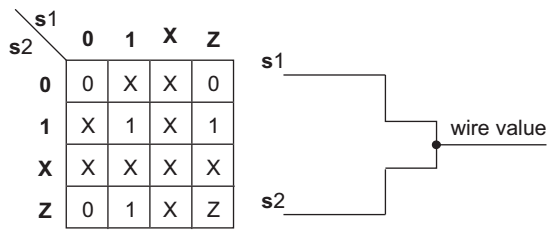 s1
s2
0 1 X Z
0 0 X X 0
1 X 1 X 1
X X X X X
Z 0 1 X Z
s1
wire value
s2